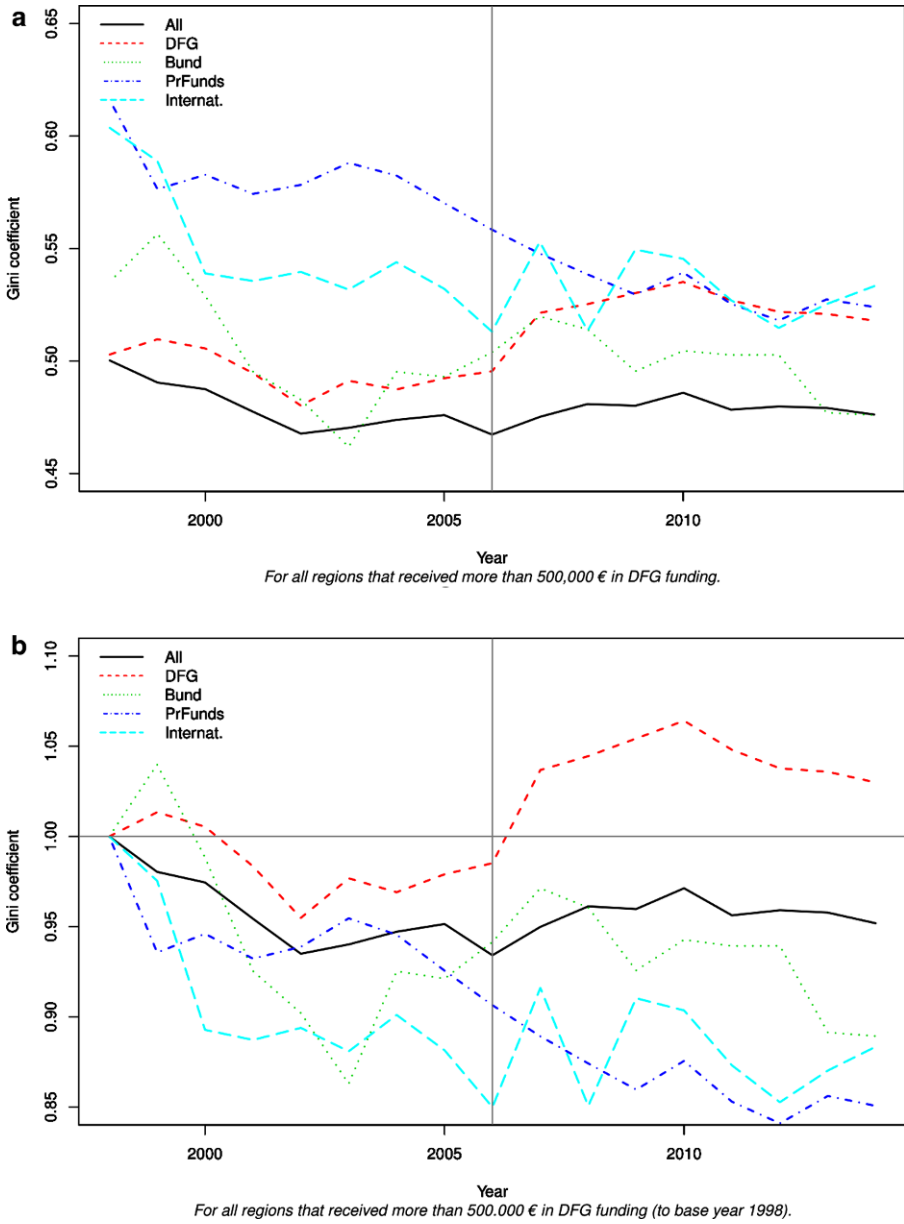 a
All
DFG
Bund
PrFunds
Internat.
0.65
0.60
0.55
0.50
0.45
Gini coefficient
2000 2005 2010
Year
For all regions that received more than 500,000 € in DFG funding.
b
All
DFG
Bund
PrFunds
Internat.
1.10
1.05
1.00
0.95
0.90
0.85
Gini coefficient
2000 2005 2010
Year
For all regions that received more than 500.000 € in DFG funding (to base year 1998).